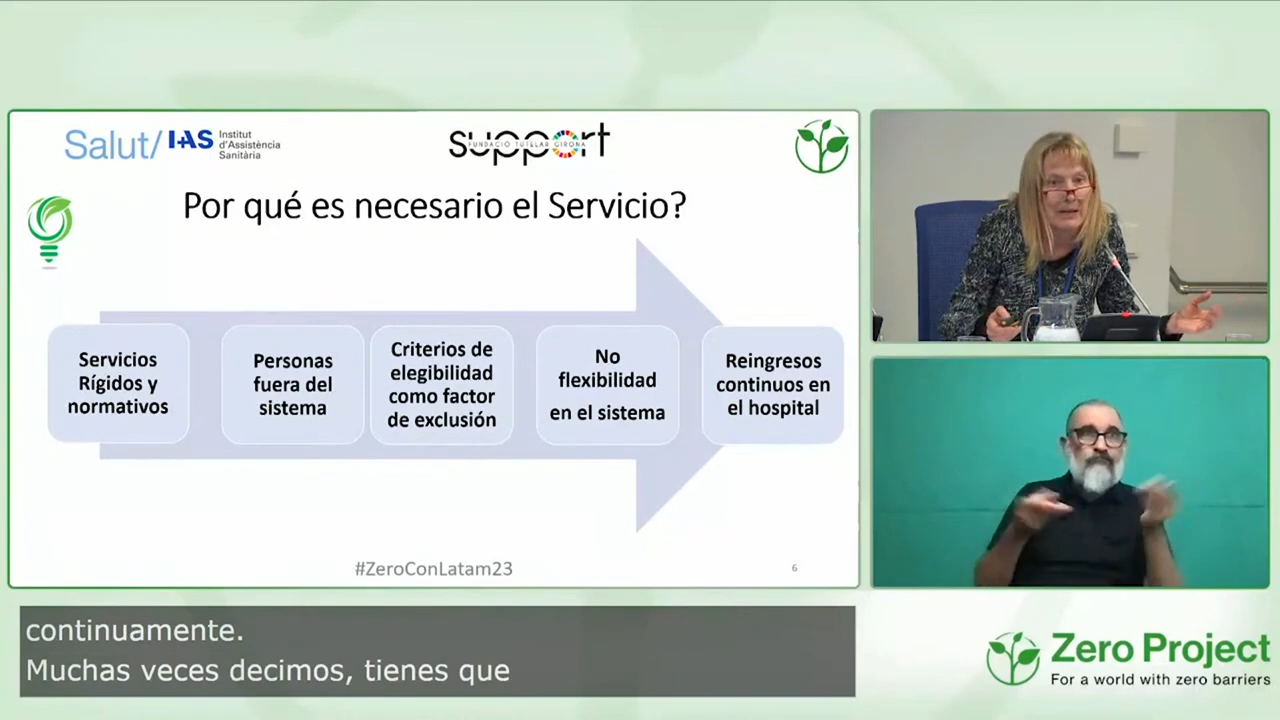 Salut/ IAS Institut
d'Assistència
Sanitària
support
FUNDACIÓ TUTELAR GIRONA
Por qué es necesario el Servicio?
Servicios
Rígidos y
normativos
Personas
fuera del
sistema
Criterios de
elegibilidad
como factor
de exclusión
No
flexibilidad
en el sistema
Reingresos
continuos en
el hospital
#ZeroConLatam23
6
continuamente.
Muchas veces decimos, tienes que
Zero Project
For a world with zero barriers